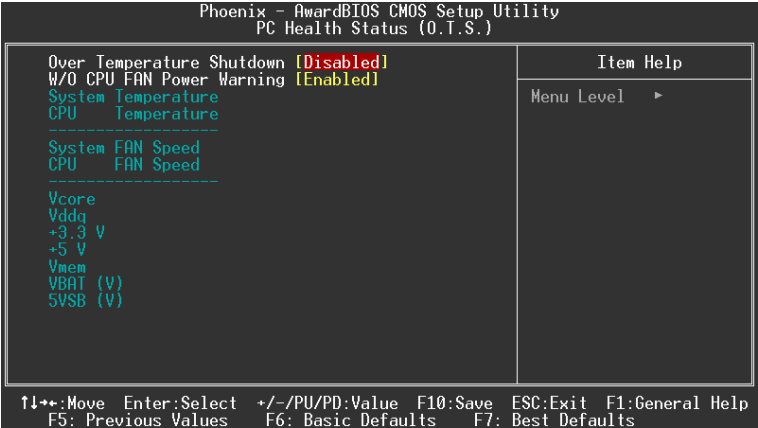 Phoenix - AwardBIOS CMOS Setup Utility
PC Health Status (O.T.S.)
Over Temperature Shutdown [Disabled]
W/O CPU FAN Power Warning [Enabled]
System Temperature
CPU Temperature
------------------
System FAN Speed
CPU FAN Speed
------------------
Vcore
Vddq
+3.3 V
+5 V
Vmem
VBAT (V)
5VSB (V)
Item Help
Menu Level ►
↑↓→←:Move Enter:Select +/-/PU/PD:Value F10:Save ESC:Exit F1:General Help
F5: Previous Values F6: Basic Defaults F7: Best Defaults